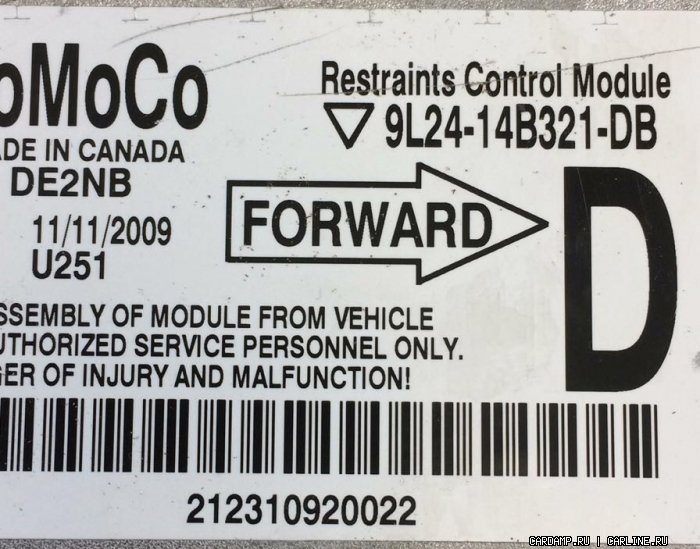 oMoCo
Restraints Control Module
9L24-14B321-DB
ADE IN CANADA
DE2NB
11/11/2009
U251
FORWARD
D
SSEMBLY OF MODULE FROM VEHICLE
UTHORIZED SERVICE PERSONNEL ONLY.
GER OF INJURY AND MALFUNCTION!
212310920022
CARDAMP.RU | CARLINE.RU